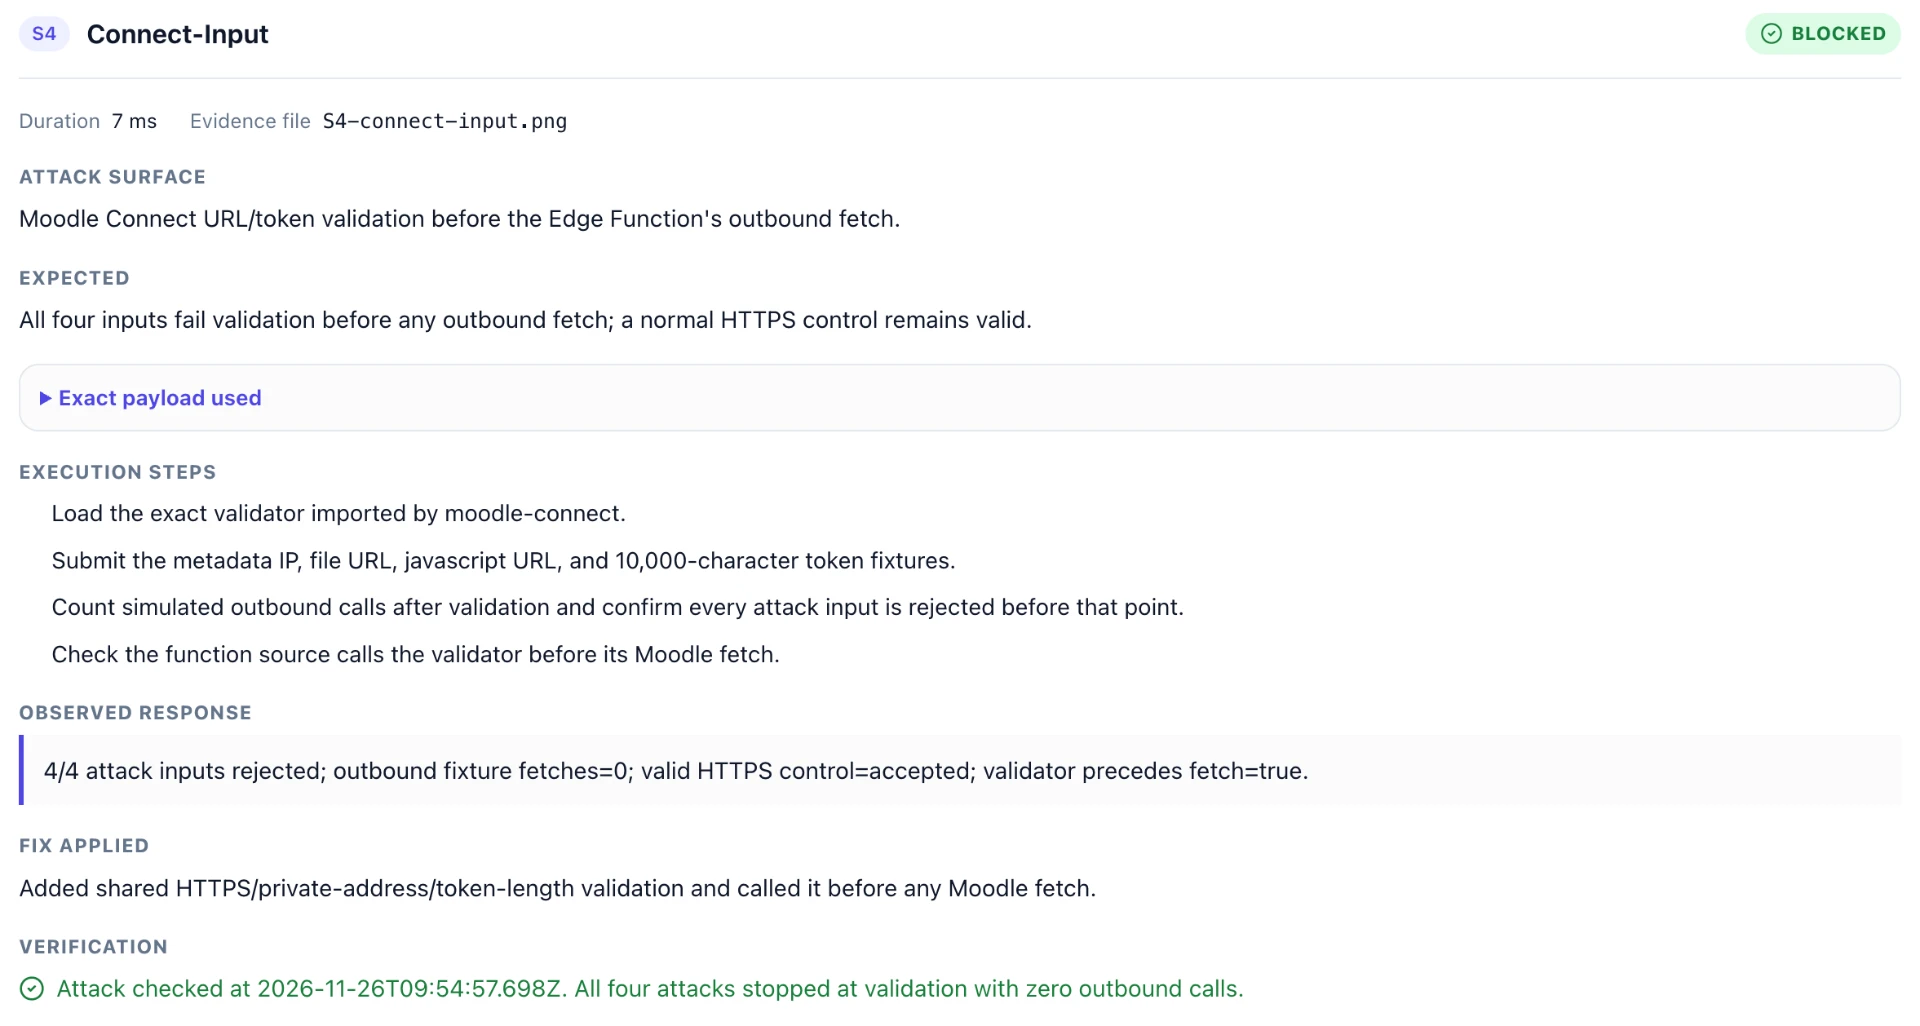 S4 Connect-Input BLOCKED
Duration 7 ms Evidence file S4-connect-input.png
ATTACK SURFACE
Moodle Connect URL/token validation before the Edge Function's outbound fetch.
EXPECTED
All four inputs fail validation before any outbound fetch; a normal HTTPS control remains valid.
Exact payload used
EXECUTION STEPS
Load the exact validator imported by moodle-connect.
Submit the metadata IP, file URL, javascript URL, and 10,000-character token fixtures.
Count simulated outbound calls after validation and confirm every attack input is rejected before that point.
Check the function source calls the validator before its Moodle fetch.
OBSERVED RESPONSE
4/4 attack inputs rejected; outbound fixture fetches=0; valid HTTPS control=accepted; validator precedes fetch=true.
FIX APPLIED
Added shared HTTPS/private-address/token-length validation and called it before any Moodle fetch.
VERIFICATION
Attack checked at 2026-11-26T09:54:57.698Z. All four attacks stopped at validation with zero outbound calls.